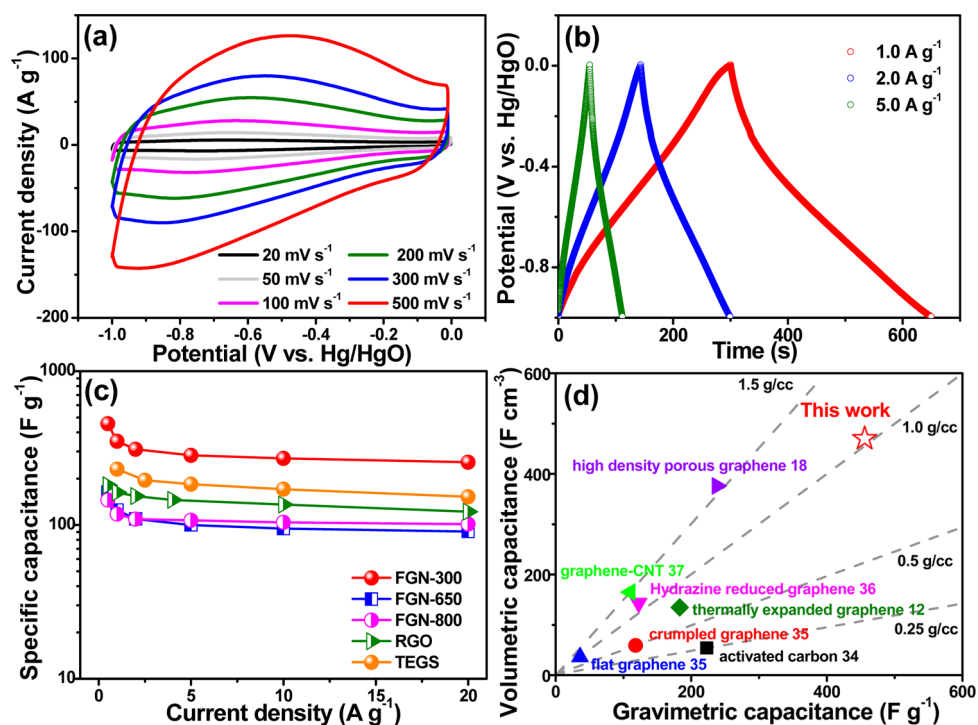 (a)
Current density (A g⁻¹)
100
0
-100
-200
-1.0 -0.8 -0.6 -0.4 -0.2 0.0
Potential (V vs. Hg/HgO)
20 mV s⁻¹ 200 mV s⁻¹
50 mV s⁻¹ 300 mV s⁻¹
100 mV s⁻¹ 500 mV s⁻¹
(b)
Potential (V vs. Hg/HgO)
0.0
-0.4
-0.8
0 200 400 600
Time (s)
1.0 A g⁻¹
2.0 A g⁻¹
5.0 A g⁻¹
(c)
Specific capacitance (F g⁻¹)
1000
100
10
0 5 10 15 20
Current density (A g⁻¹)
FGN-300
FGN-650
FGN-800
RGO
TEGS
(d)
Volumetric capacitance (F cm⁻³)
600
400
200
0
0 200 400 600
Gravimetric capacitance (F g⁻¹)
1.5 g/cc
This work
1.0 g/cc
high density porous graphene 18
0.5 g/cc
graphene-CNT 37
Hydrazine reduced graphene 36
thermally expanded graphene 12
0.25 g/cc
crumpled graphene 35
flat graphene 35
activated carbon 34